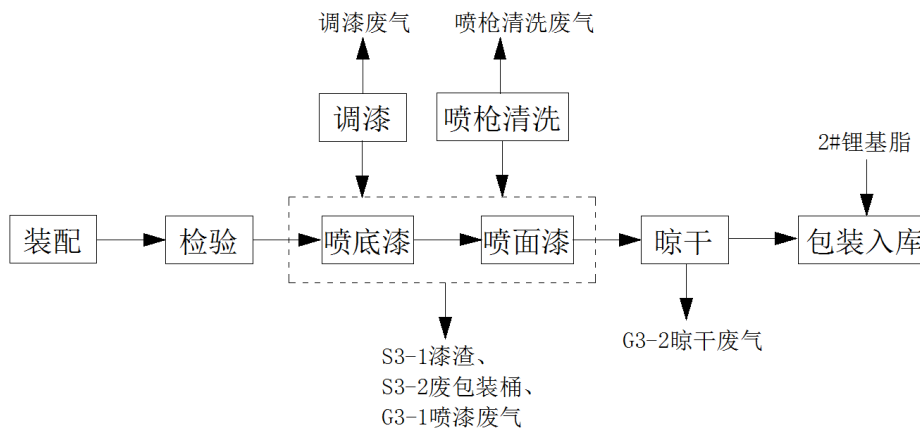 调漆废气
喷枪清洗废气
调漆
喷枪清洗
2#锂基脂
装配
检验
喷底漆
喷面漆
晾干
包装入库
S3-1漆渣、
S3-2废包装桶、
G3-1喷漆废气
G3-2晾干废气